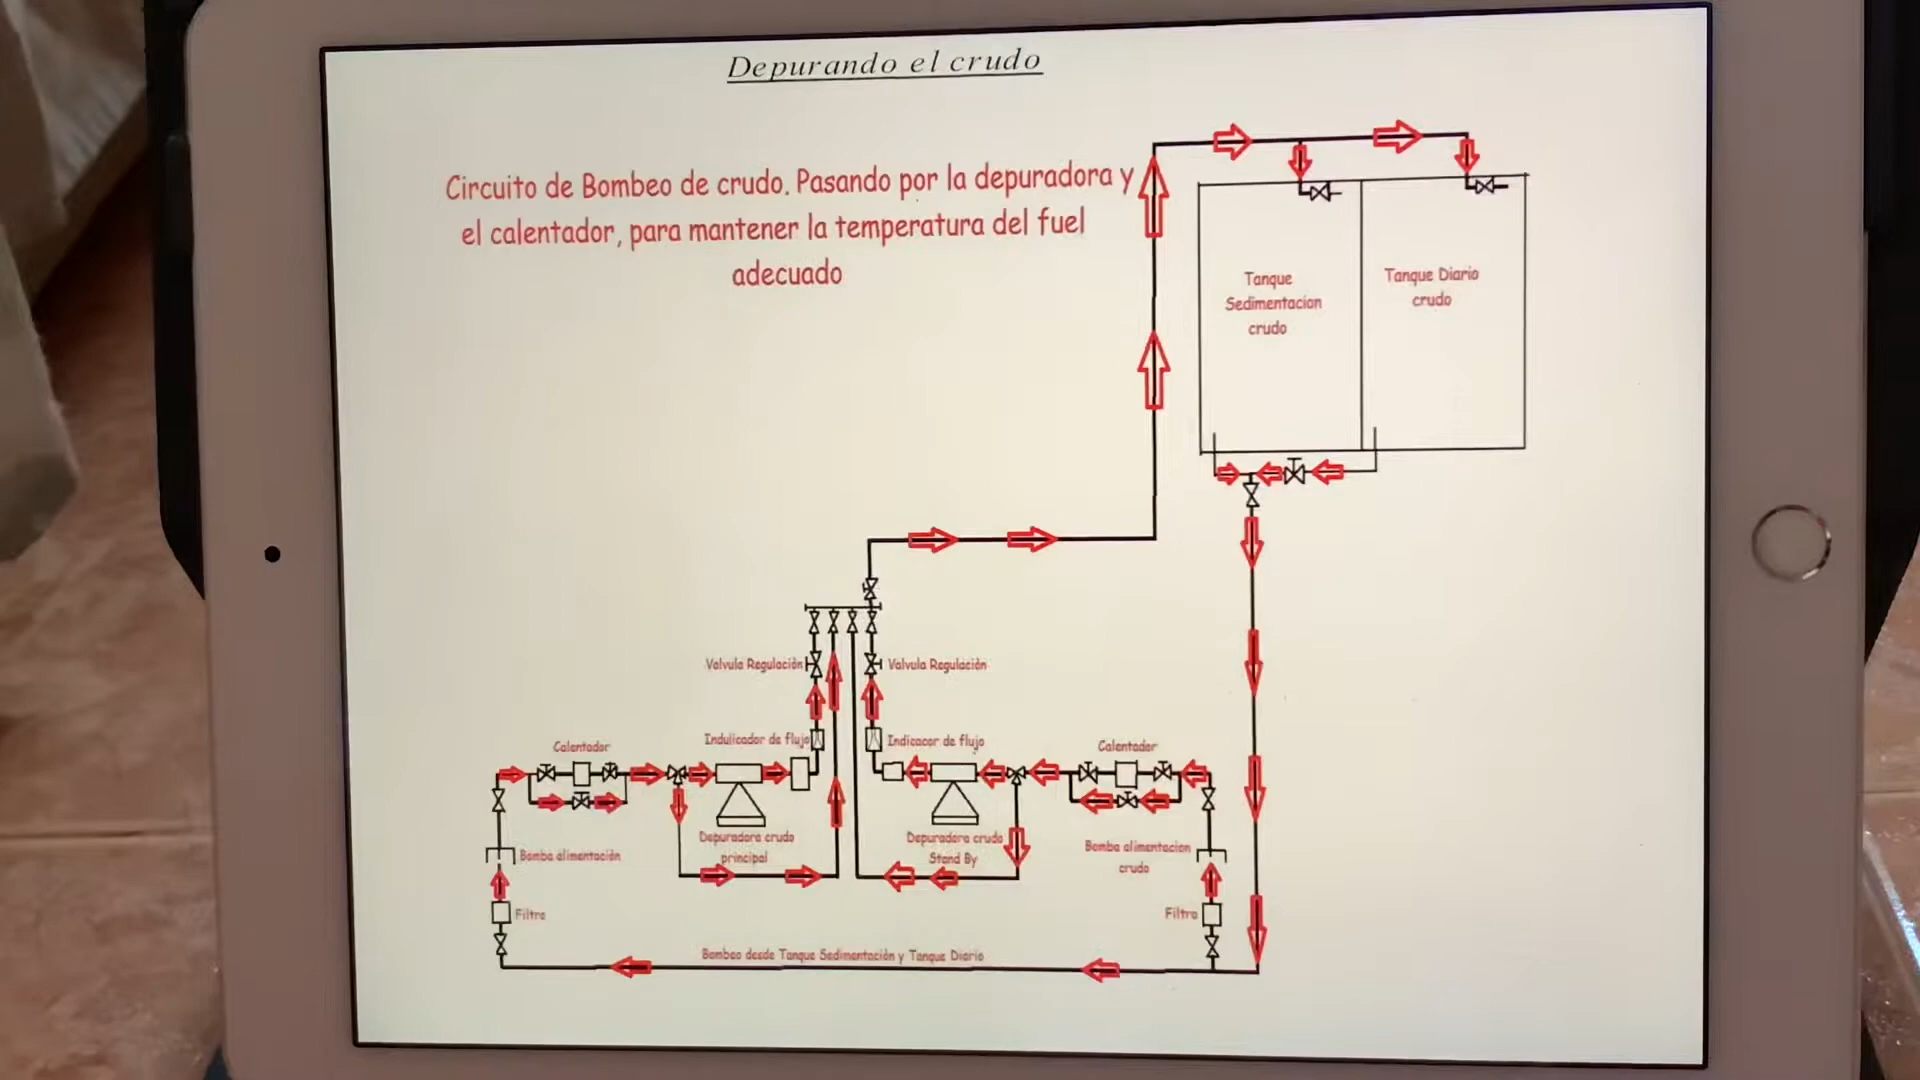 Depurando el crudo
Circuito de Bombeo de crudo. Pasando por la depuradora y
el calentador, para mantener la temperatura del fuel
adecuado
Tanque
Sedimentacion
crudo
Tanque Diario
crudo
Valvula Regulación
Valvula Regulación
Calentador
Indulicador de flujo
Indicacor de flujo
Calentador
Depuradora crudo
principal
Depuradora crudo
Stand By
Bomba alimentación
Bomba alimentacion
crudo
Filtro
Filtro
Bombeo desde Tanque Sedimentación y Tanque Diario